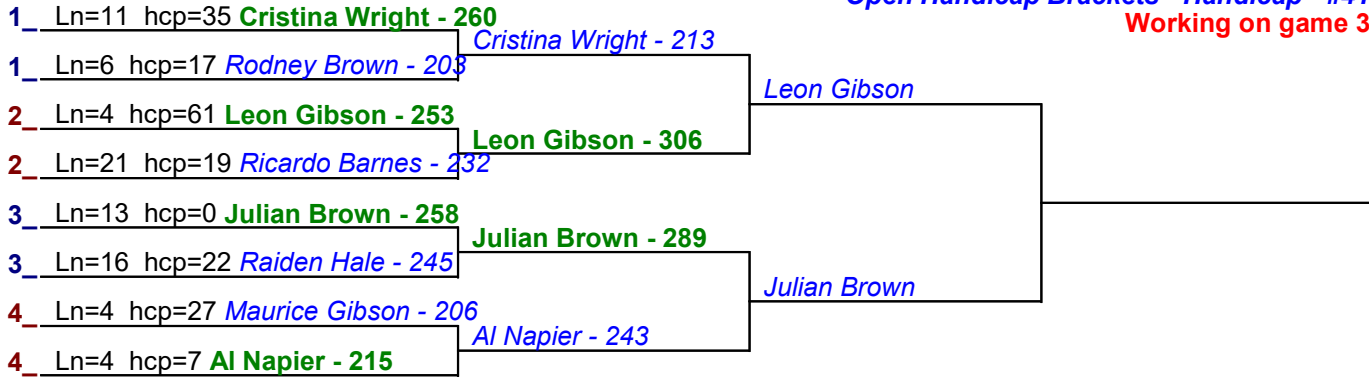 Open Handicap Brackets - Handicap - #41
Working on game 3
1_ Ln=11 hcp=35 Cristina Wright - 260
1_ Ln=6 hcp=17 Rodney Brown - 203
2_ Ln=4 hcp=61 Leon Gibson - 253
2_ Ln=21 hcp=19 Ricardo Barnes - 232
3_ Ln=13 hcp=0 Julian Brown - 258
3_ Ln=16 hcp=22 Raiden Hale - 245
4_ Ln=4 hcp=27 Maurice Gibson - 206
4_ Ln=4 hcp=7 Al Napier - 215
Cristina Wright - 213
Leon Gibson - 306
Julian Brown - 289
Al Napier - 243
Leon Gibson
Julian Brown